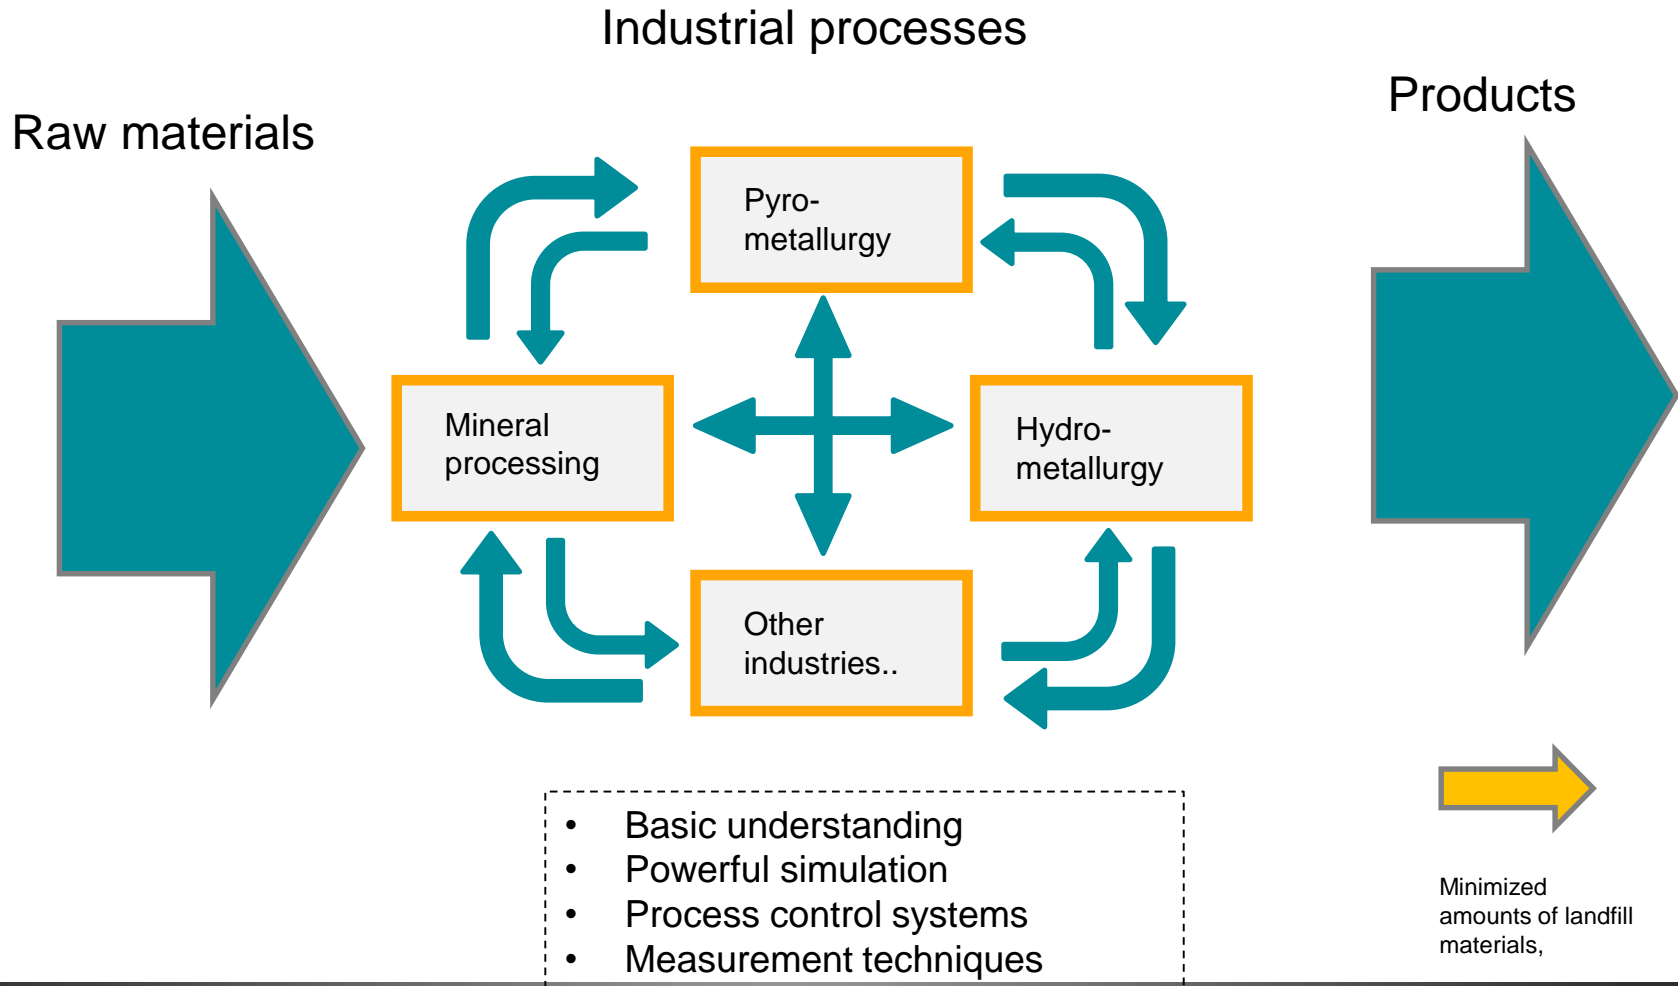 Industrial processes
Raw materials
Products
Pyro-
metallurgy
Mineral
processing
Hydro-
metallurgy
Other
industries..
• Basic understanding
• Powerful simulation
• Process control systems
• Measurement techniques
Minimized
amounts of landfill
materials,